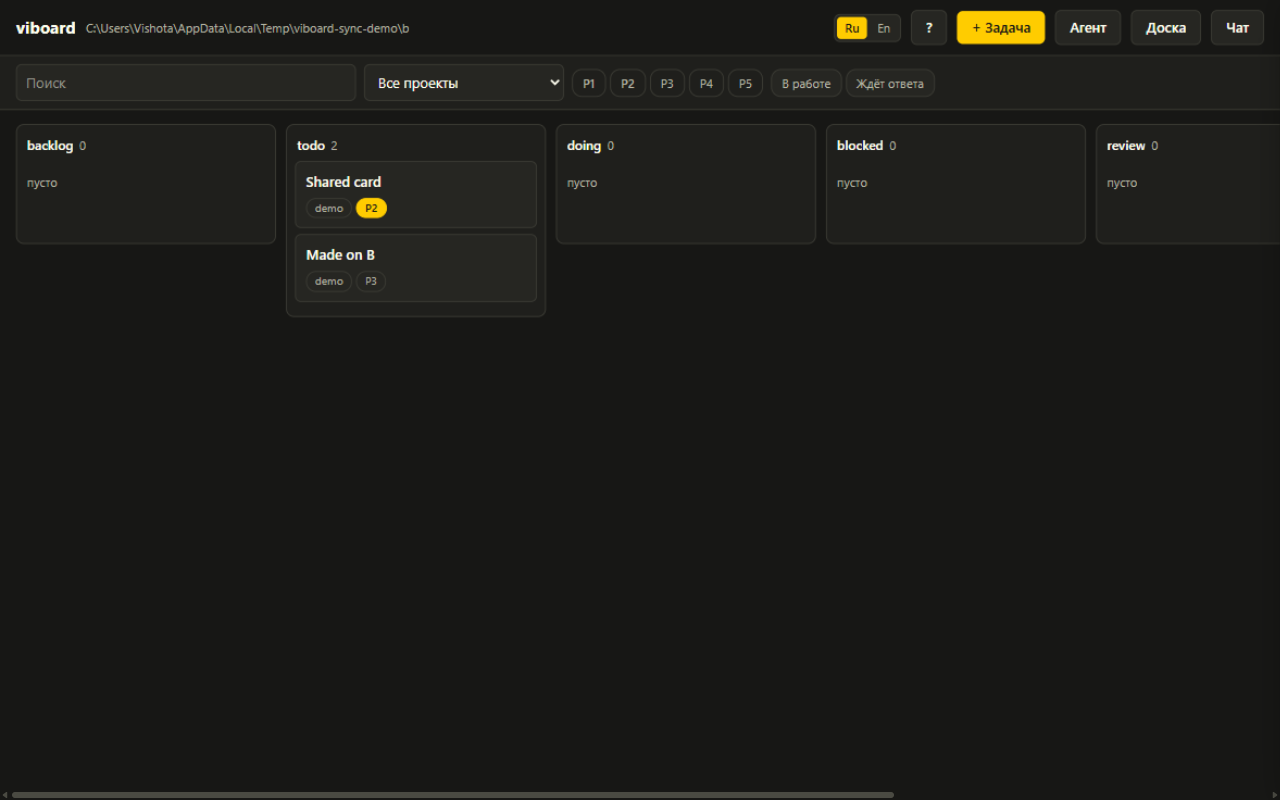 viboard C:\Users\Vishota\AppData\Local\Temp\viboard-sync-demo\b Ru En ? + Задача Агент Доска Чат
Поиск Все проекты P1 P2 P3 P4 P5 В работе Ждёт ответа
backlog 0
пусто
todo 2
Shared card
demo P2
Made on B
demo P3
doing 0
пусто
blocked 0
пусто
review 0
пусто